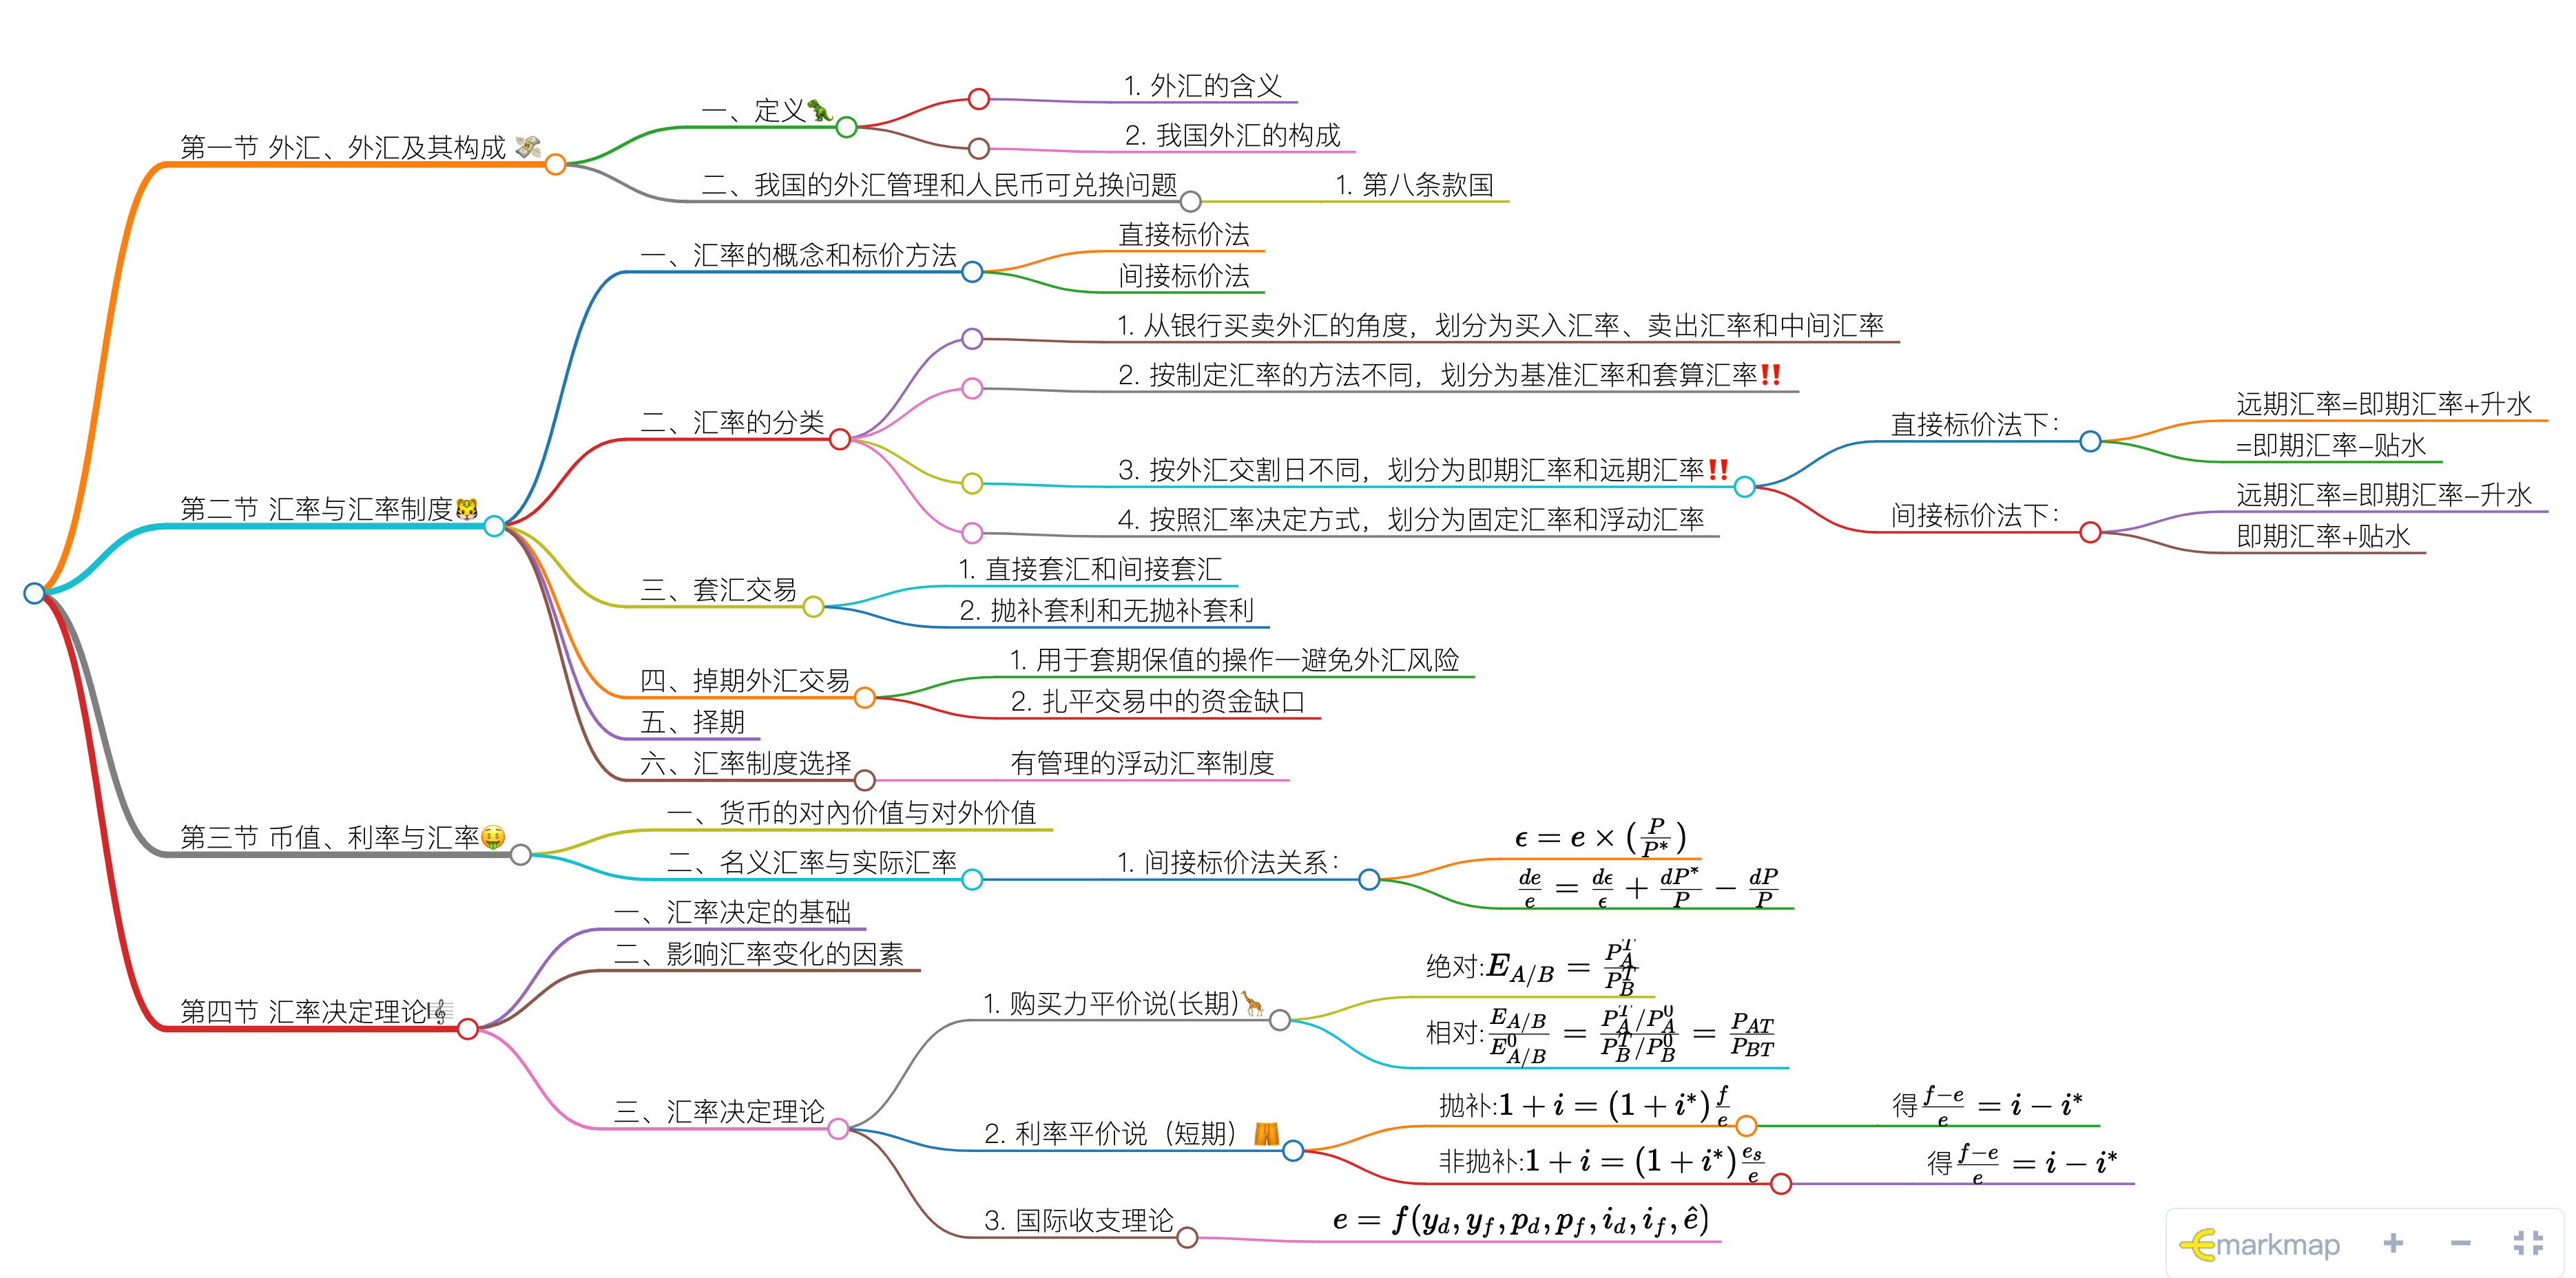 第一节 外汇、外汇及其构成 💸
一、定义🦖
1. 外汇的含义
2. 我国外汇的构成
二、我国的外汇管理和人民币可兑换问题
1. 第八条款国
第二节 汇率与汇率制度🐯
一、汇率的概念和标价方法
直接标价法
间接标价法
二、汇率的分类
1. 从银行买卖外汇的角度，划分为买入汇率、卖出汇率和中间汇率
2. 按制定汇率的方法不同，划分为基准汇率和套算汇率‼️
3. 按外汇交割日不同，划分为即期汇率和远期汇率‼️
直接标价法下：
远期汇率=即期汇率+升水
=即期汇率-贴水
间接标价法下：
远期汇率=即期汇率-升水
即期汇率+贴水
4. 按照汇率决定方式，划分为固定汇率和浮动汇率
三、套汇交易
1. 直接套汇和间接套汇
2. 抛补套利和无抛补套利
四、掉期外汇交易
1. 用于套期保值的操作—避免外汇风险
2. 扎平交易中的资金缺口
五、择期
六、汇率制度选择
有管理的浮动汇率制度
第三节 币值、利率与汇率🤑
一、货币的对内价值与对外价值
二、名义汇率与实际汇率
1. 间接标价法关系：
$\epsilon = e \times (\frac{P}{P^*})$
$\frac{de}{e} = \frac{d\epsilon}{\epsilon} + \frac{dP^*}{P} - \frac{dP}{P}$
第四节 汇率决定理论🎼
一、汇率决定的基础
二、影响汇率变化的因素
三、汇率决定理论
1. 购买力平价说(长期)🦒
绝对:$E_{A/B} = \frac{P_A^T}{P_B^T}$
相对:$\frac{E_{A/B}}{E_{A/B}^0} = \frac{P_A^T/P_A^0}{P_B^T/P_B^0} = \frac{P_{AT}}{P_{BT}}$
2. 利率平价说（短期）🩳
抛补:$1 + i = (1 + i^*)\frac{f}{e}$
得$\frac{f-e}{e} = i - i^*$
非抛补:$1 + i = (1 + i^*)\frac{e_s}{e}$
得$\frac{f-e}{e} = i - i^*$
3. 国际收支理论
$e = f(y_d, y_f, p_d, p_f, i_d, i_f, \hat{e})$
markmap